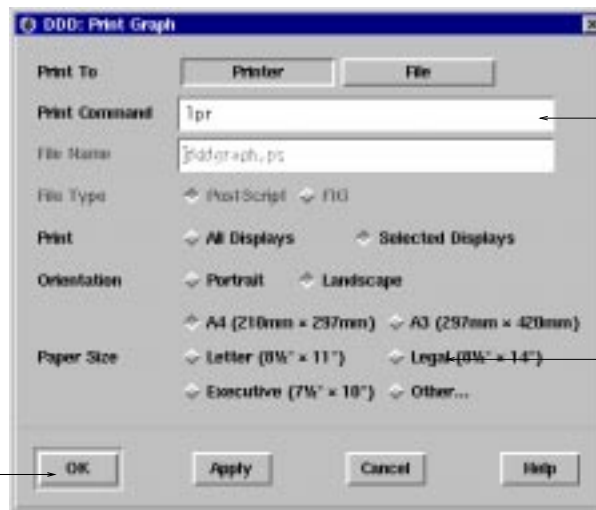 DDD: Print Graph
Print To Printer File
Print Command lpr
File Name dddgraph.ps
File Type PostScript FIG
Print All Displays Selected Displays
Orientation Portrait Landscape
A4 (210mm × 297mm) A3 (297mm × 420mm)
Paper Size Letter (8½" × 11") Legal (8½" × 14")
Executive (7½" × 10") Other...
OK Apply Cancel Help